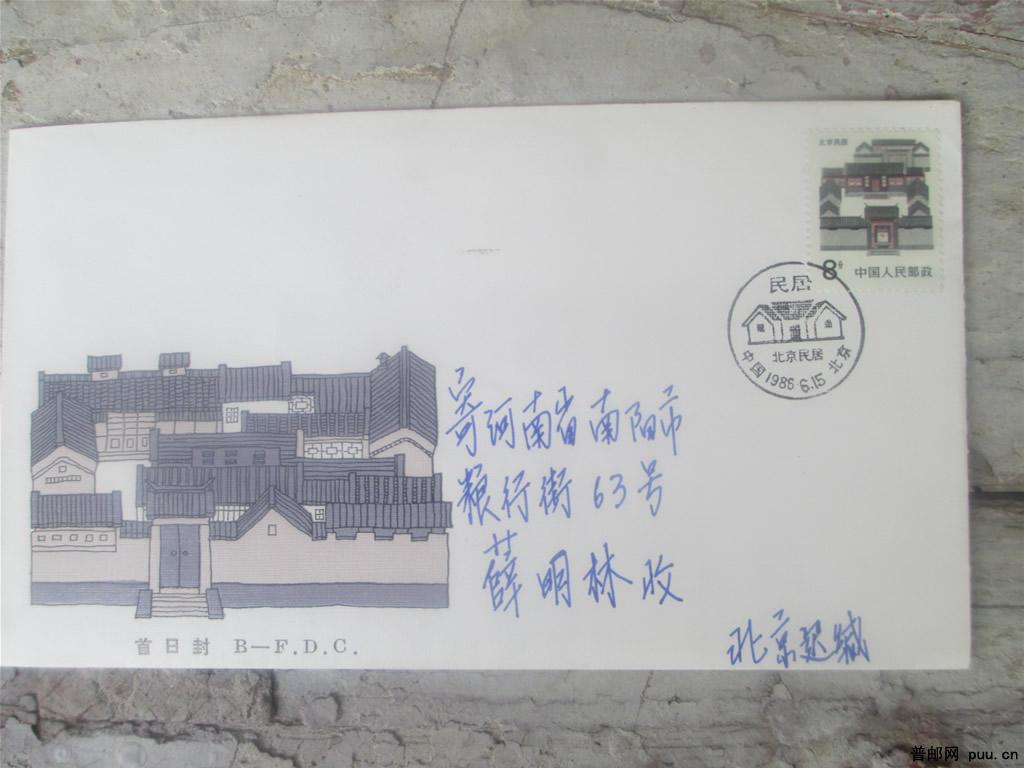 北京民居
8分 中国人民邮政
民居
北京民居
中国 1986.6.15 北京
寄河南省南阳市
粮行街 63号
薛明林 收
北京 赵缄
首日封 B—F.D.C.
普邮网 puu.cn